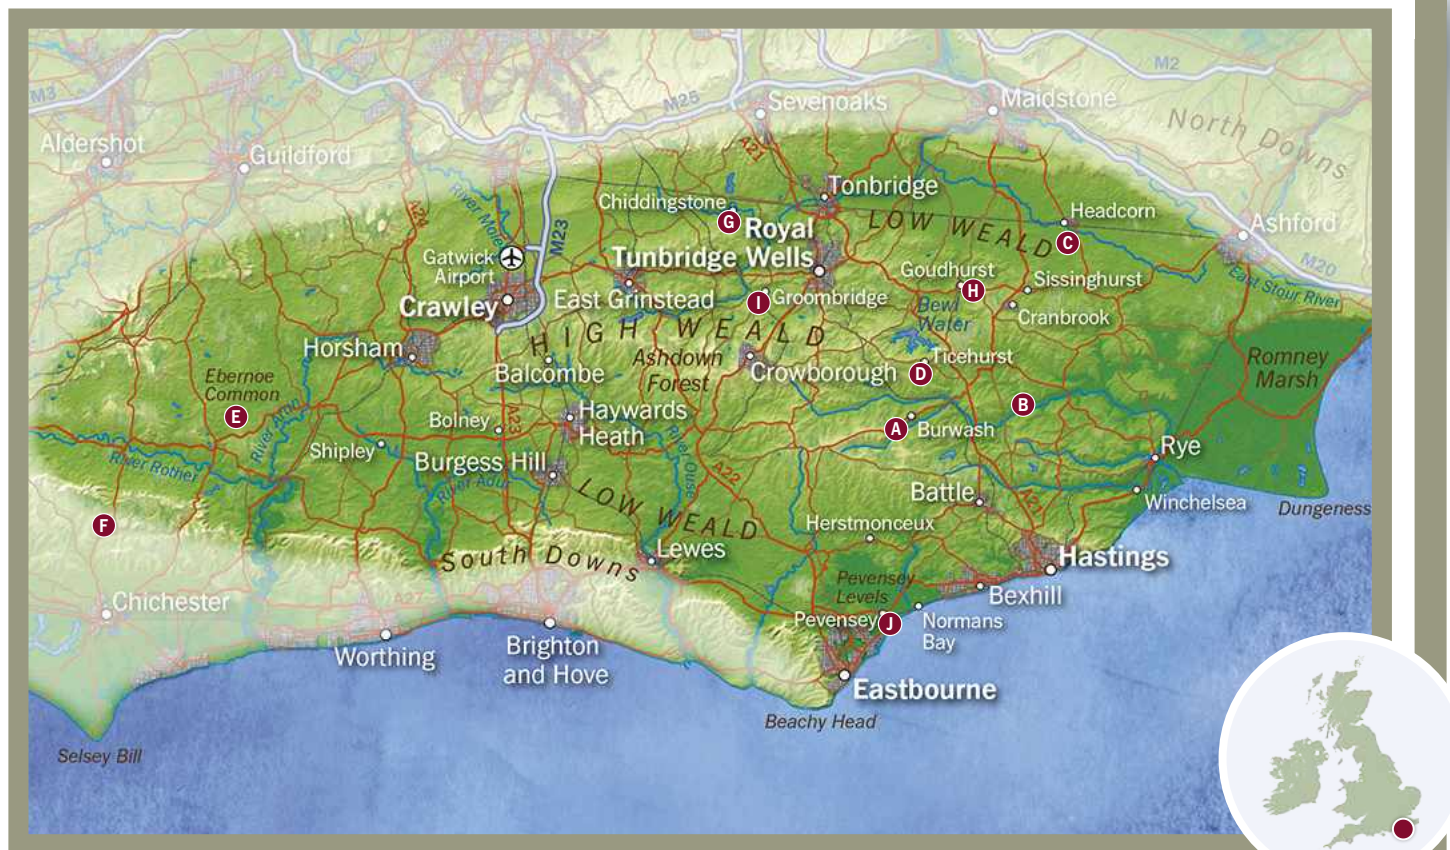 M3
M25
M2
Sevenoaks
Maidstone
North Downs
Aldershot
Guildford
A21
River Mole
Tonbridge
Chiddingstone
G
A24
M23
LOW WEALD
Headcorn
C
Ashford
Royal
Tunbridge Wells
Gatwick
Airport
Goudhurst
H
Sissinghurst
M20
East Stour River
Crawley
East Grinstead
I
Groombridge
Bewl
Water
Cranbrook
HIGH WEALD
Horsham
Balcombe
Ashdown
Forest
Crowborough
Ticehurst
D
Romney
Marsh
Ebernoe
Common
E
River Arun
Bolney
A23
Haywards
Heath
A
Burwash
B
Shipley
River Rother
Burgess Hill
River Adur
River Ouse
A22
Rye
LOW WEALD
Battle
A21
Winchelsea
Dungeness
F
Herstmonceux
South Downs
Lewes
Hastings
Pevensey
Levels
Bexhill
Chichester
A27
Pevensey
J
Normans
Bay
Worthing
Brighton
and Hove
Eastbourne
Beachy Head
Selsey Bill